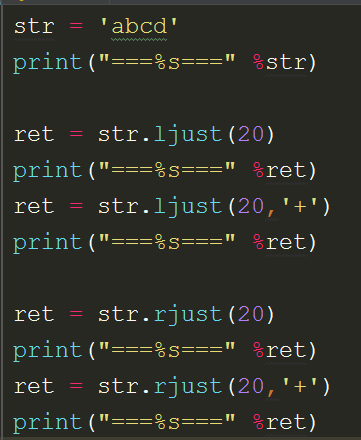 str = 'abcd'
print("===%s===" %str)
ret = str.ljust(20)
print("===%s===" %ret)
ret = str.ljust(20,'+')
print("===%s===" %ret)
ret = str.rjust(20)
print("===%s===" %ret)
ret = str.rjust(20,'+')
print("===%s===" %ret)